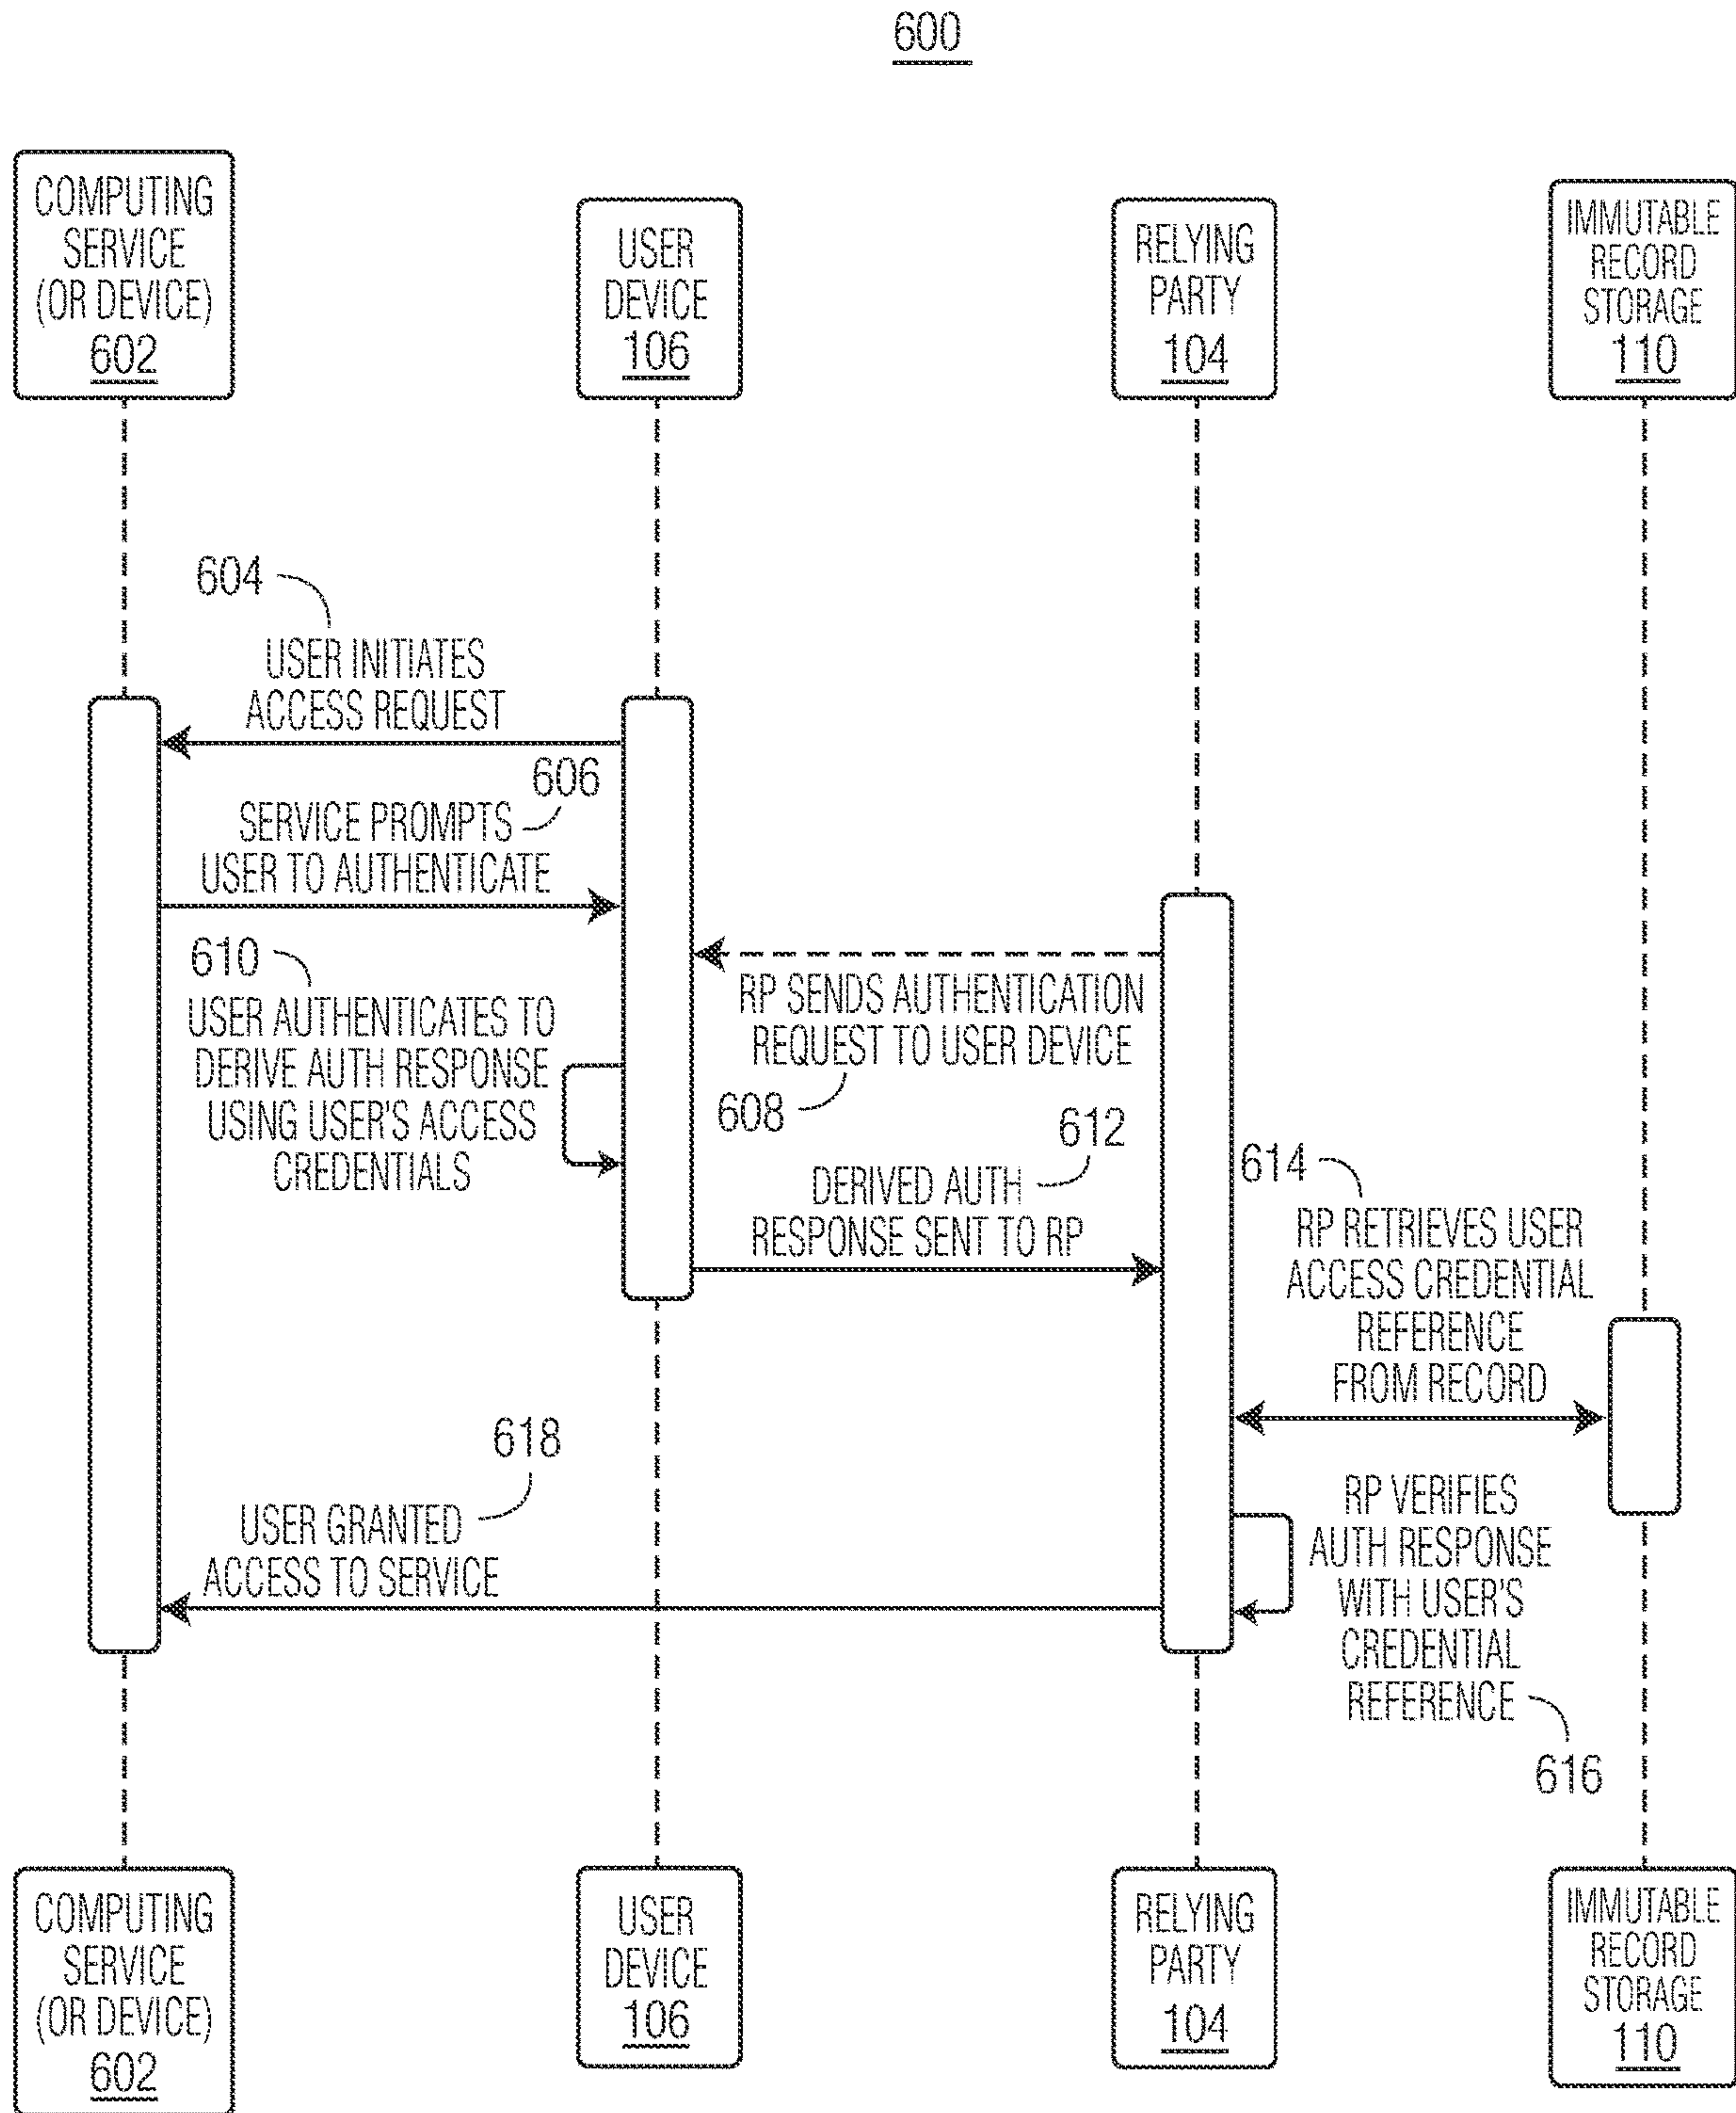 600
COMPUTING
SERVICE
(OR DEVICE)
602
USER
DEVICE
106
RELYING
PARTY
104
IMMUTABLE
RECORD
STORAGE
110
604
USER INITIATES
ACCESS REQUEST
606
SERVICE PROMPTS
USER TO AUTHENTICATE
610
USER AUTHENTICATES TO
DERIVE AUTH RESPONSE
USING USER'S ACCESS
CREDENTIALS
RP SENDS AUTHENTICATION
REQUEST TO USER DEVICE
608
612
DERIVED AUTH
RESPONSE SENT TO RP
614
RP RETRIEVES USER
ACCESS CREDENTIAL
REFERENCE
FROM RECORD
618
USER GRANTED
ACCESS TO SERVICE
RP VERIFIES
AUTH RESPONSE
WITH USER'S
CREDENTIAL
REFERENCE
616
COMPUTING
SERVICE
(OR DEVICE)
602
USER
DEVICE
106
RELYING
PARTY
104
IMMUTABLE
RECORD
STORAGE
110